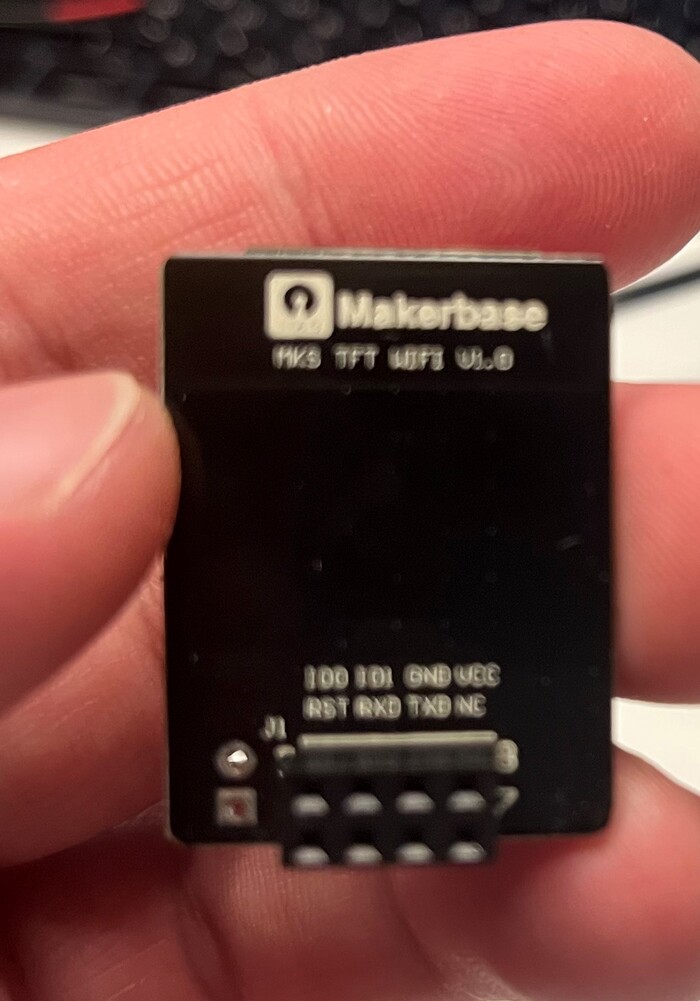 Makerbase
MKS TFT WIFI V1.0
IO0 IO1 GND VCC
RST RXD TXD NC
J1
8
7